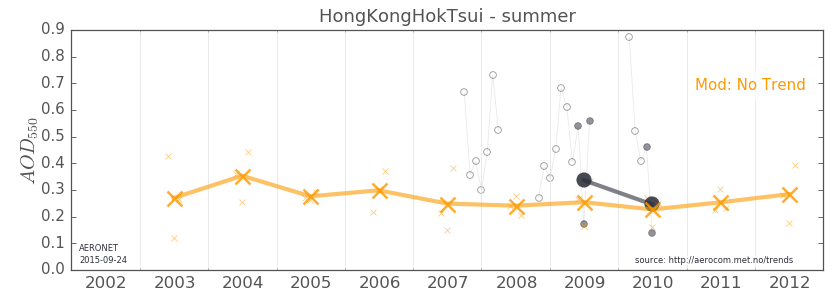 HongKongHokTsui - summer
0.9
0.8
0.7
0.6
0.5
0.4
0.3
0.2
0.1
0.0
AOD550
Mod: No Trend
AERONET
2015-09-24
source: http://aerocom.met.no/trends
2002 2003 2004 2005 2006 2007 2008 2009 2010 2011 2012